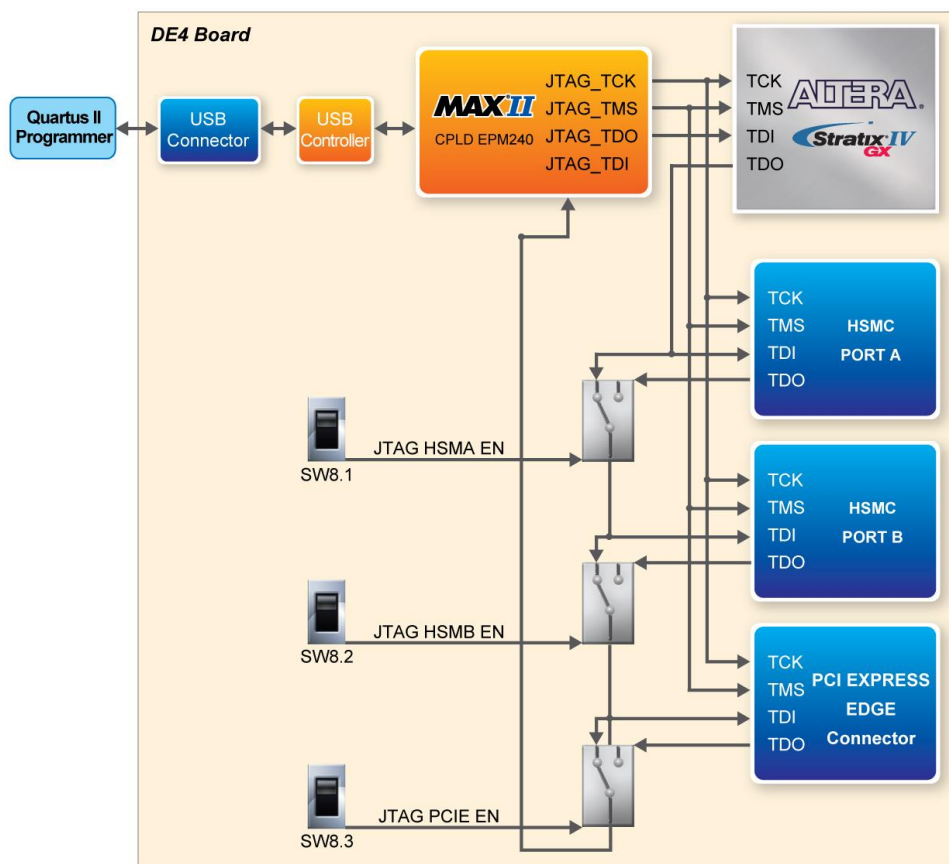 DE4 Board
Quartus II
Programmer
USB
Connector
USB
Controller
MAX II
CPLD EPM240
JTAG_TCK
JTAG_TMS
JTAG_TDO
JTAG_TDI
TCK
TMS
TDI
TDO
ALTERA®
Stratix IV
GX
TCK
TMS
TDI
TDO
HSMC
PORT A
JTAG HSMA EN
SW8.1
TCK
TMS
TDI
TDO
HSMC
PORT B
JTAG HSMB EN
SW8.2
TCK
TMS
TDI
TDO
PCI EXPRESS
EDGE
Connector
JTAG PCIE EN
SW8.3